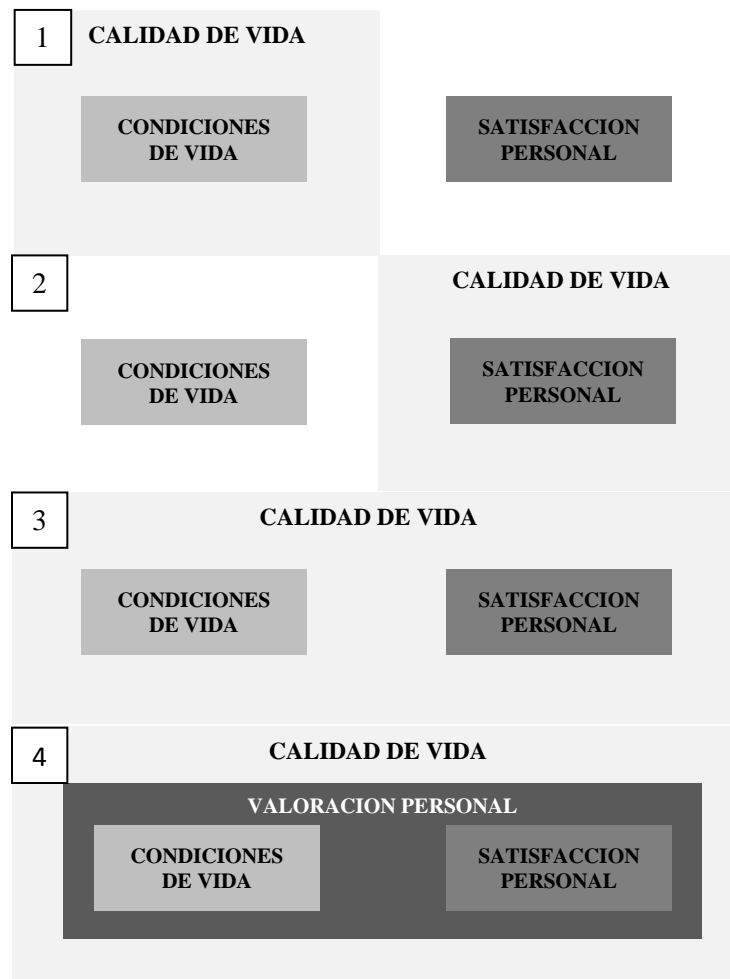 1
CALIDAD DE VIDA
CONDICIONES
DE VIDA
SATISFACCION
PERSONAL
2
CALIDAD DE VIDA
CONDICIONES
DE VIDA
SATISFACCION
PERSONAL
3
CALIDAD DE VIDA
CONDICIONES
DE VIDA
SATISFACCION
PERSONAL
4
CALIDAD DE VIDA
VALORACION PERSONAL
CONDICIONES
DE VIDA
SATISFACCION
PERSONAL